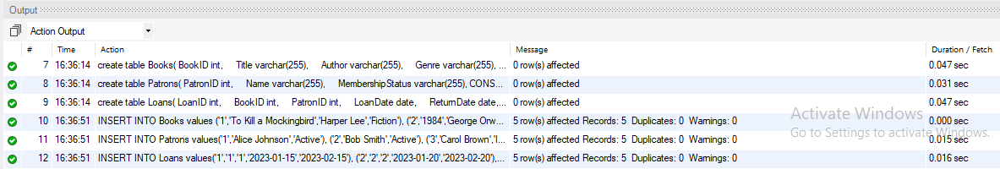 Output
Action Output
# Time Action Message Duration / Fetch
7 16:36:14 create table Books( BookID int, Title varchar(255), Author varchar(255), Genre varchar(255), ... 0 row(s) affected 0.047 sec
8 16:36:14 create table Patrons( PatronID int, Name varchar(255), MembershipStatus varchar(255), CONS... 0 row(s) affected 0.031 sec
9 16:36:14 create table Loans( LoanID int, BookID int, PatronID int, LoanDate date, ReturnDate date, ... 0 row(s) affected 0.047 sec
10 16:36:51 INSERT INTO Books values ('1','To Kill a Mockingbird','Harper Lee','Fiction'), ('2','1984','George Orw... 5 row(s) affected Records: 5 Duplicates: 0 Warnings: 0 0.000 sec
11 16:36:51 INSERT INTO Patrons values('1','Alice Johnson','Active'), ('2','Bob Smith','Active'), ('3','Carol Brown','I... 5 row(s) affected Records: 5 Duplicates: 0 Warnings: 0 0.015 sec
12 16:36:51 INSERT INTO Loans values('1','1','1','2023-01-15','2023-02-15'), ('2','2','2','2023-01-20','2023-02-20'),... 5 row(s) affected Records: 5 Duplicates: 0 Warnings: 0 0.016 sec
Activate Windows
Go to Settings to activate Windows.